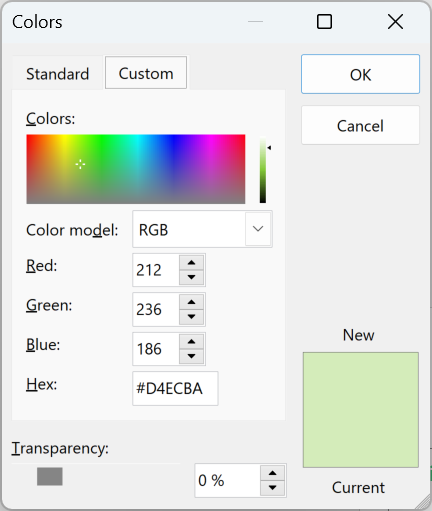 Colors
Standard
Custom
OK
Cancel
Colors:
Color model:
RGB
Red:
212
Green:
236
Blue:
186
Hex:
#D4ECBA
New
Current
Transparency:
0 %